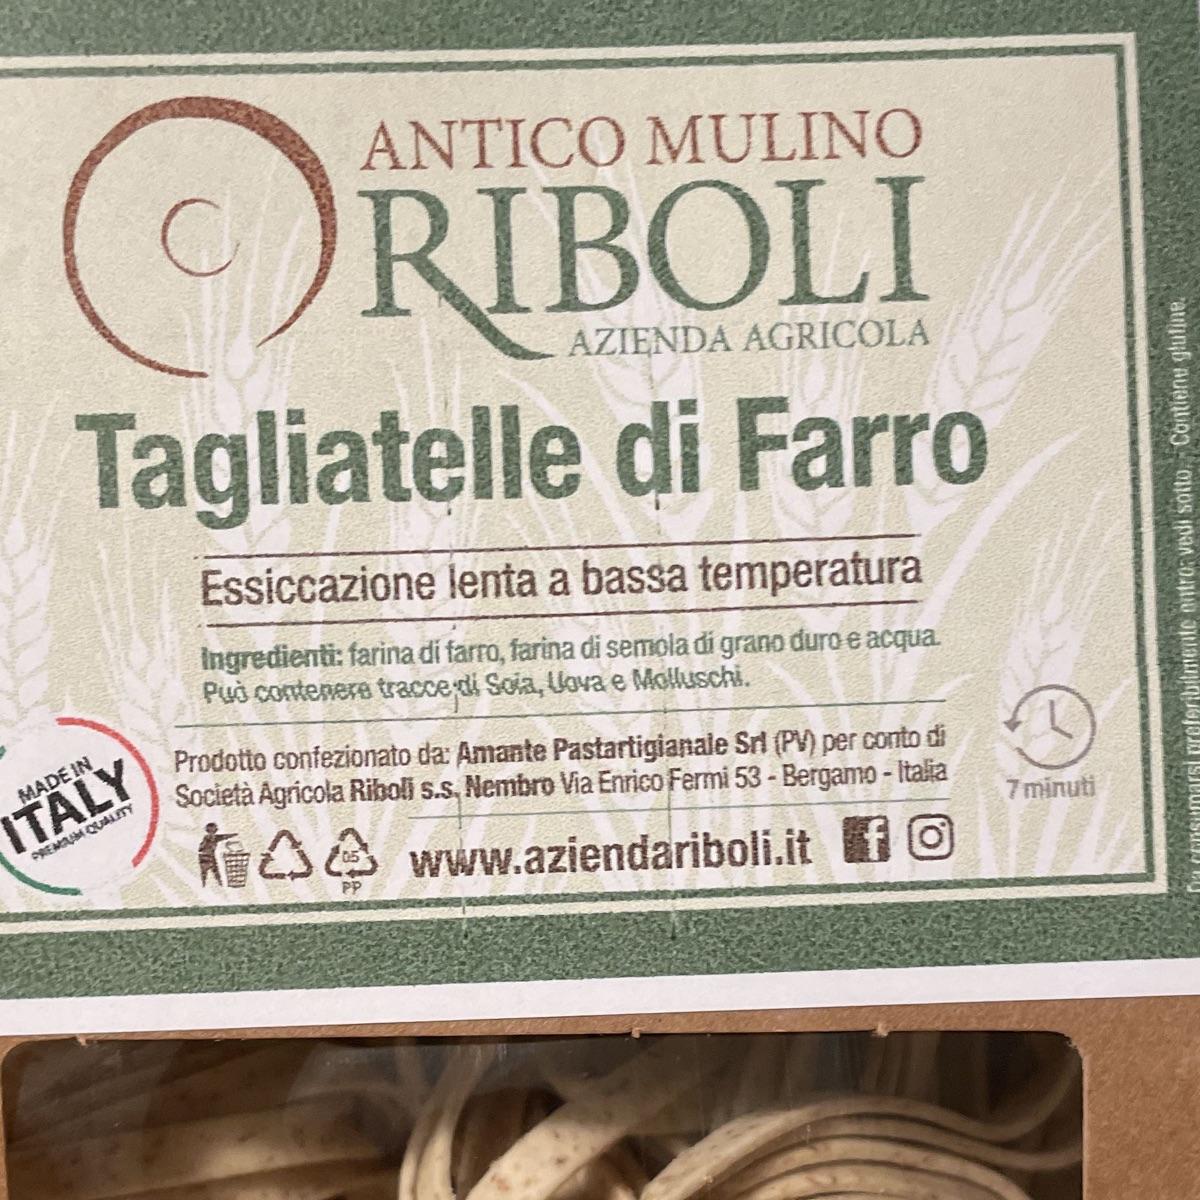 ANTICO MULINO
RIBOLI
AZIENDA AGRICOLA
Tagliatelle di Farro
Essiccazione lenta a bassa temperatura
Ingredienti: farina di farro, farina di semola di grano duro e acqua.
Può contenere tracce di Soia, Uova e Molluschi.
Prodotto confezionato da: Amante Pastartigianale Srl (PV) per conto di
Società Agricola Riboli s.s. Nembro Via Enrico Fermi 53 - Bergamo - Italia
7 minuti
MADE IN
ITALY
PREMIUM QUALITY
05
PP
www.aziendariboli.it
vedi sotto. - Contiene glutine.